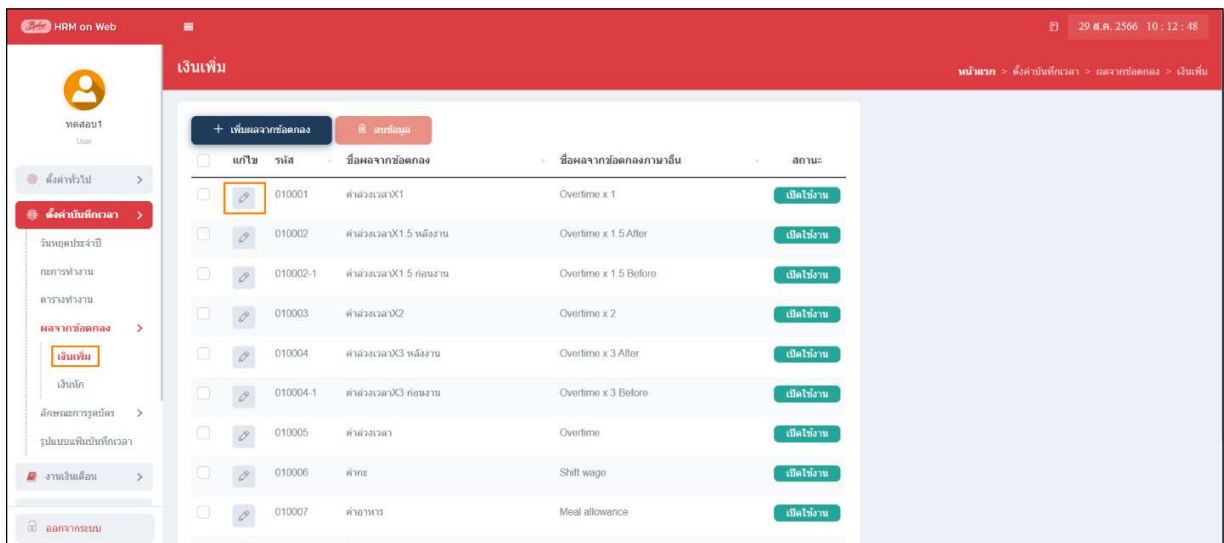 Byte HRM on Web
29 ส.ค. 2566 10 : 12 : 48
เงินเพิ่ม
หน้าแรก > ตั้งค่าบันทึกเวลา > ผลจากข้อตกลง > เงินเพิ่ม
ทดสอบ1
User
ตั้งค่าทั่วไป >
ตั้งค่าบันทึกเวลา >
วันหยุดประจำปี
กะการทำงาน
ตารางทำงาน
ผลจากข้อตกลง >
เงินเพิ่ม
เงินหัก
ลักษณะการรูดบัตร >
รูปแบบแฟ้มบันทึกเวลา
งานเงินเดือน >
ออกจากระบบ
+ เพิ่มผลจากข้อตกลง ลบข้อมูล
แก้ไข รหัส ชื่อผลจากข้อตกลง ชื่อผลจากข้อตกลงภาษาอื่น สถานะ
010001 ค่าล่วงเวลาX1 Overtime x 1 เปิดใช้งาน
010002 ค่าล่วงเวลาX1.5 หลังงาน Overtime x 1.5 After เปิดใช้งาน
010002-1 ค่าล่วงเวลาX1.5 ก่อนงาน Overtime x 1.5 Before เปิดใช้งาน
010003 ค่าล่วงเวลาX2 Overtime x 2 เปิดใช้งาน
010004 ค่าล่วงเวลาX3 หลังงาน Overtime x 3 After เปิดใช้งาน
010004-1 ค่าล่วงเวลาX3 ก่อนงาน Overtime x 3 Before เปิดใช้งาน
010005 ค่าล่วงเวลา Overtime เปิดใช้งาน
010006 ค่ากะ Shift wage เปิดใช้งาน
010007 ค่าอาหาร Meal allowance เปิดใช้งาน